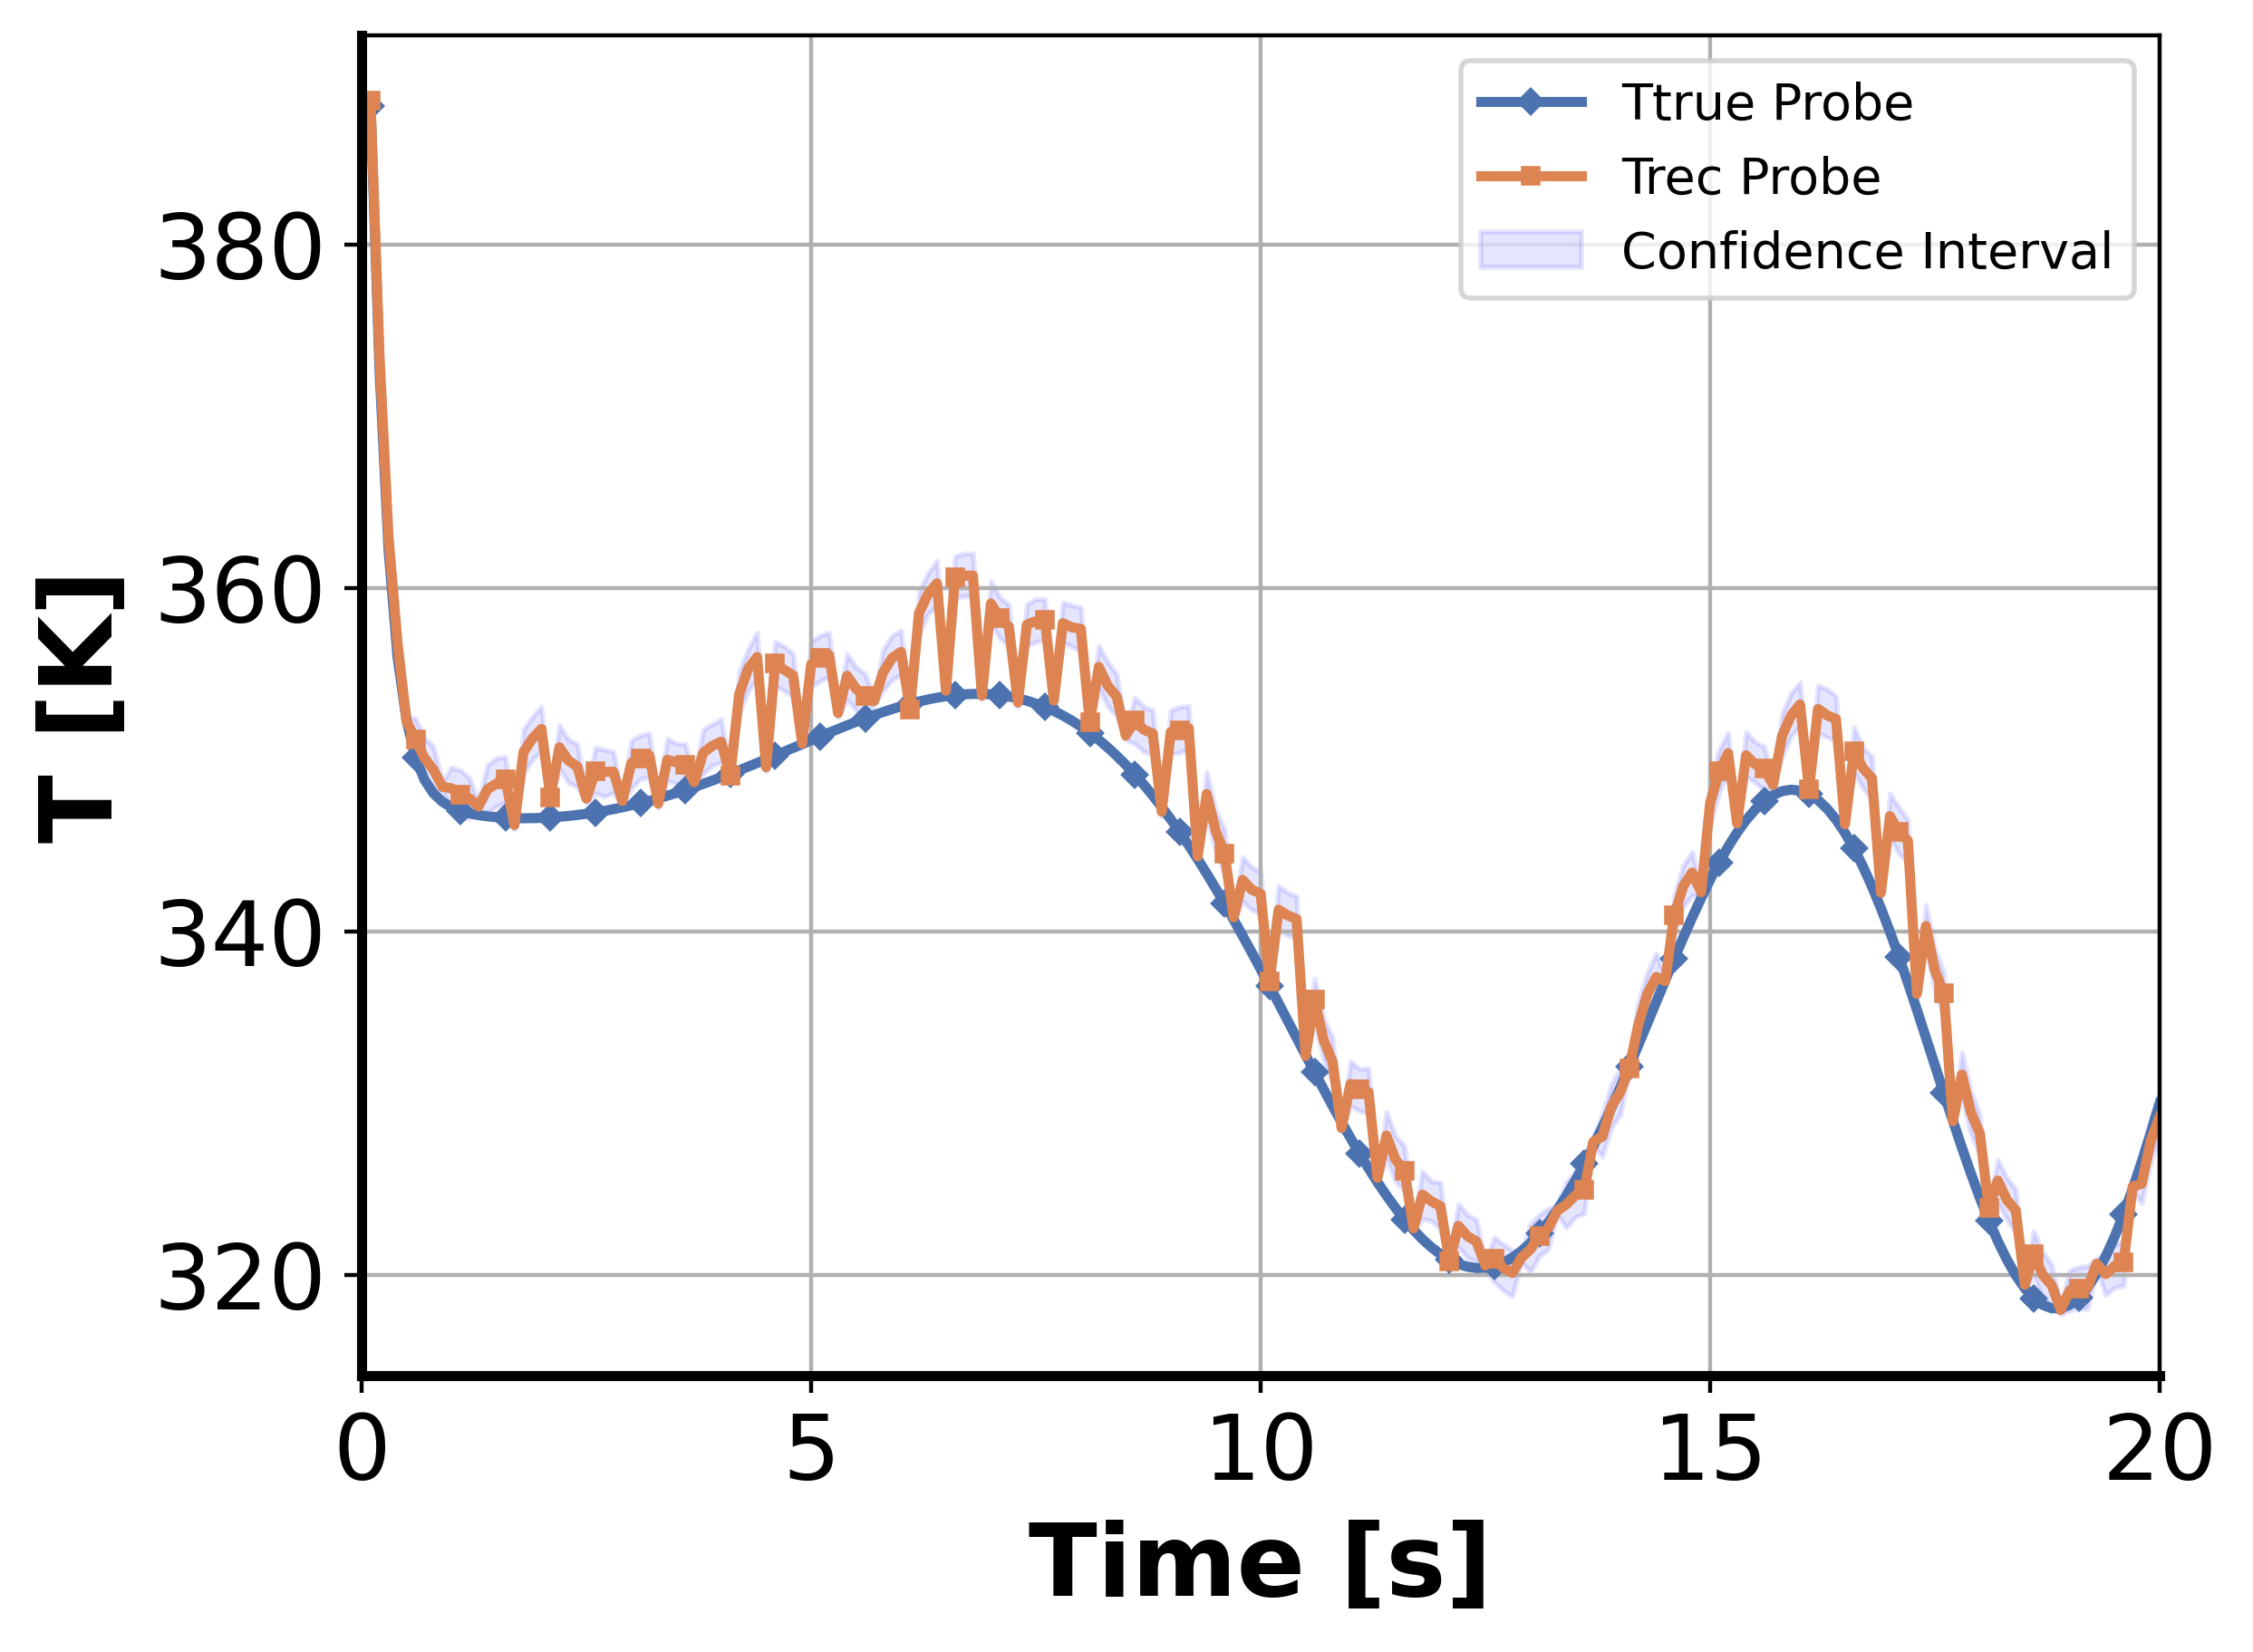 Ttrue Probe
Trec Probe
Confidence Interval
T [K]
380
360
340
320
0 5 10 15 20
Time [s]